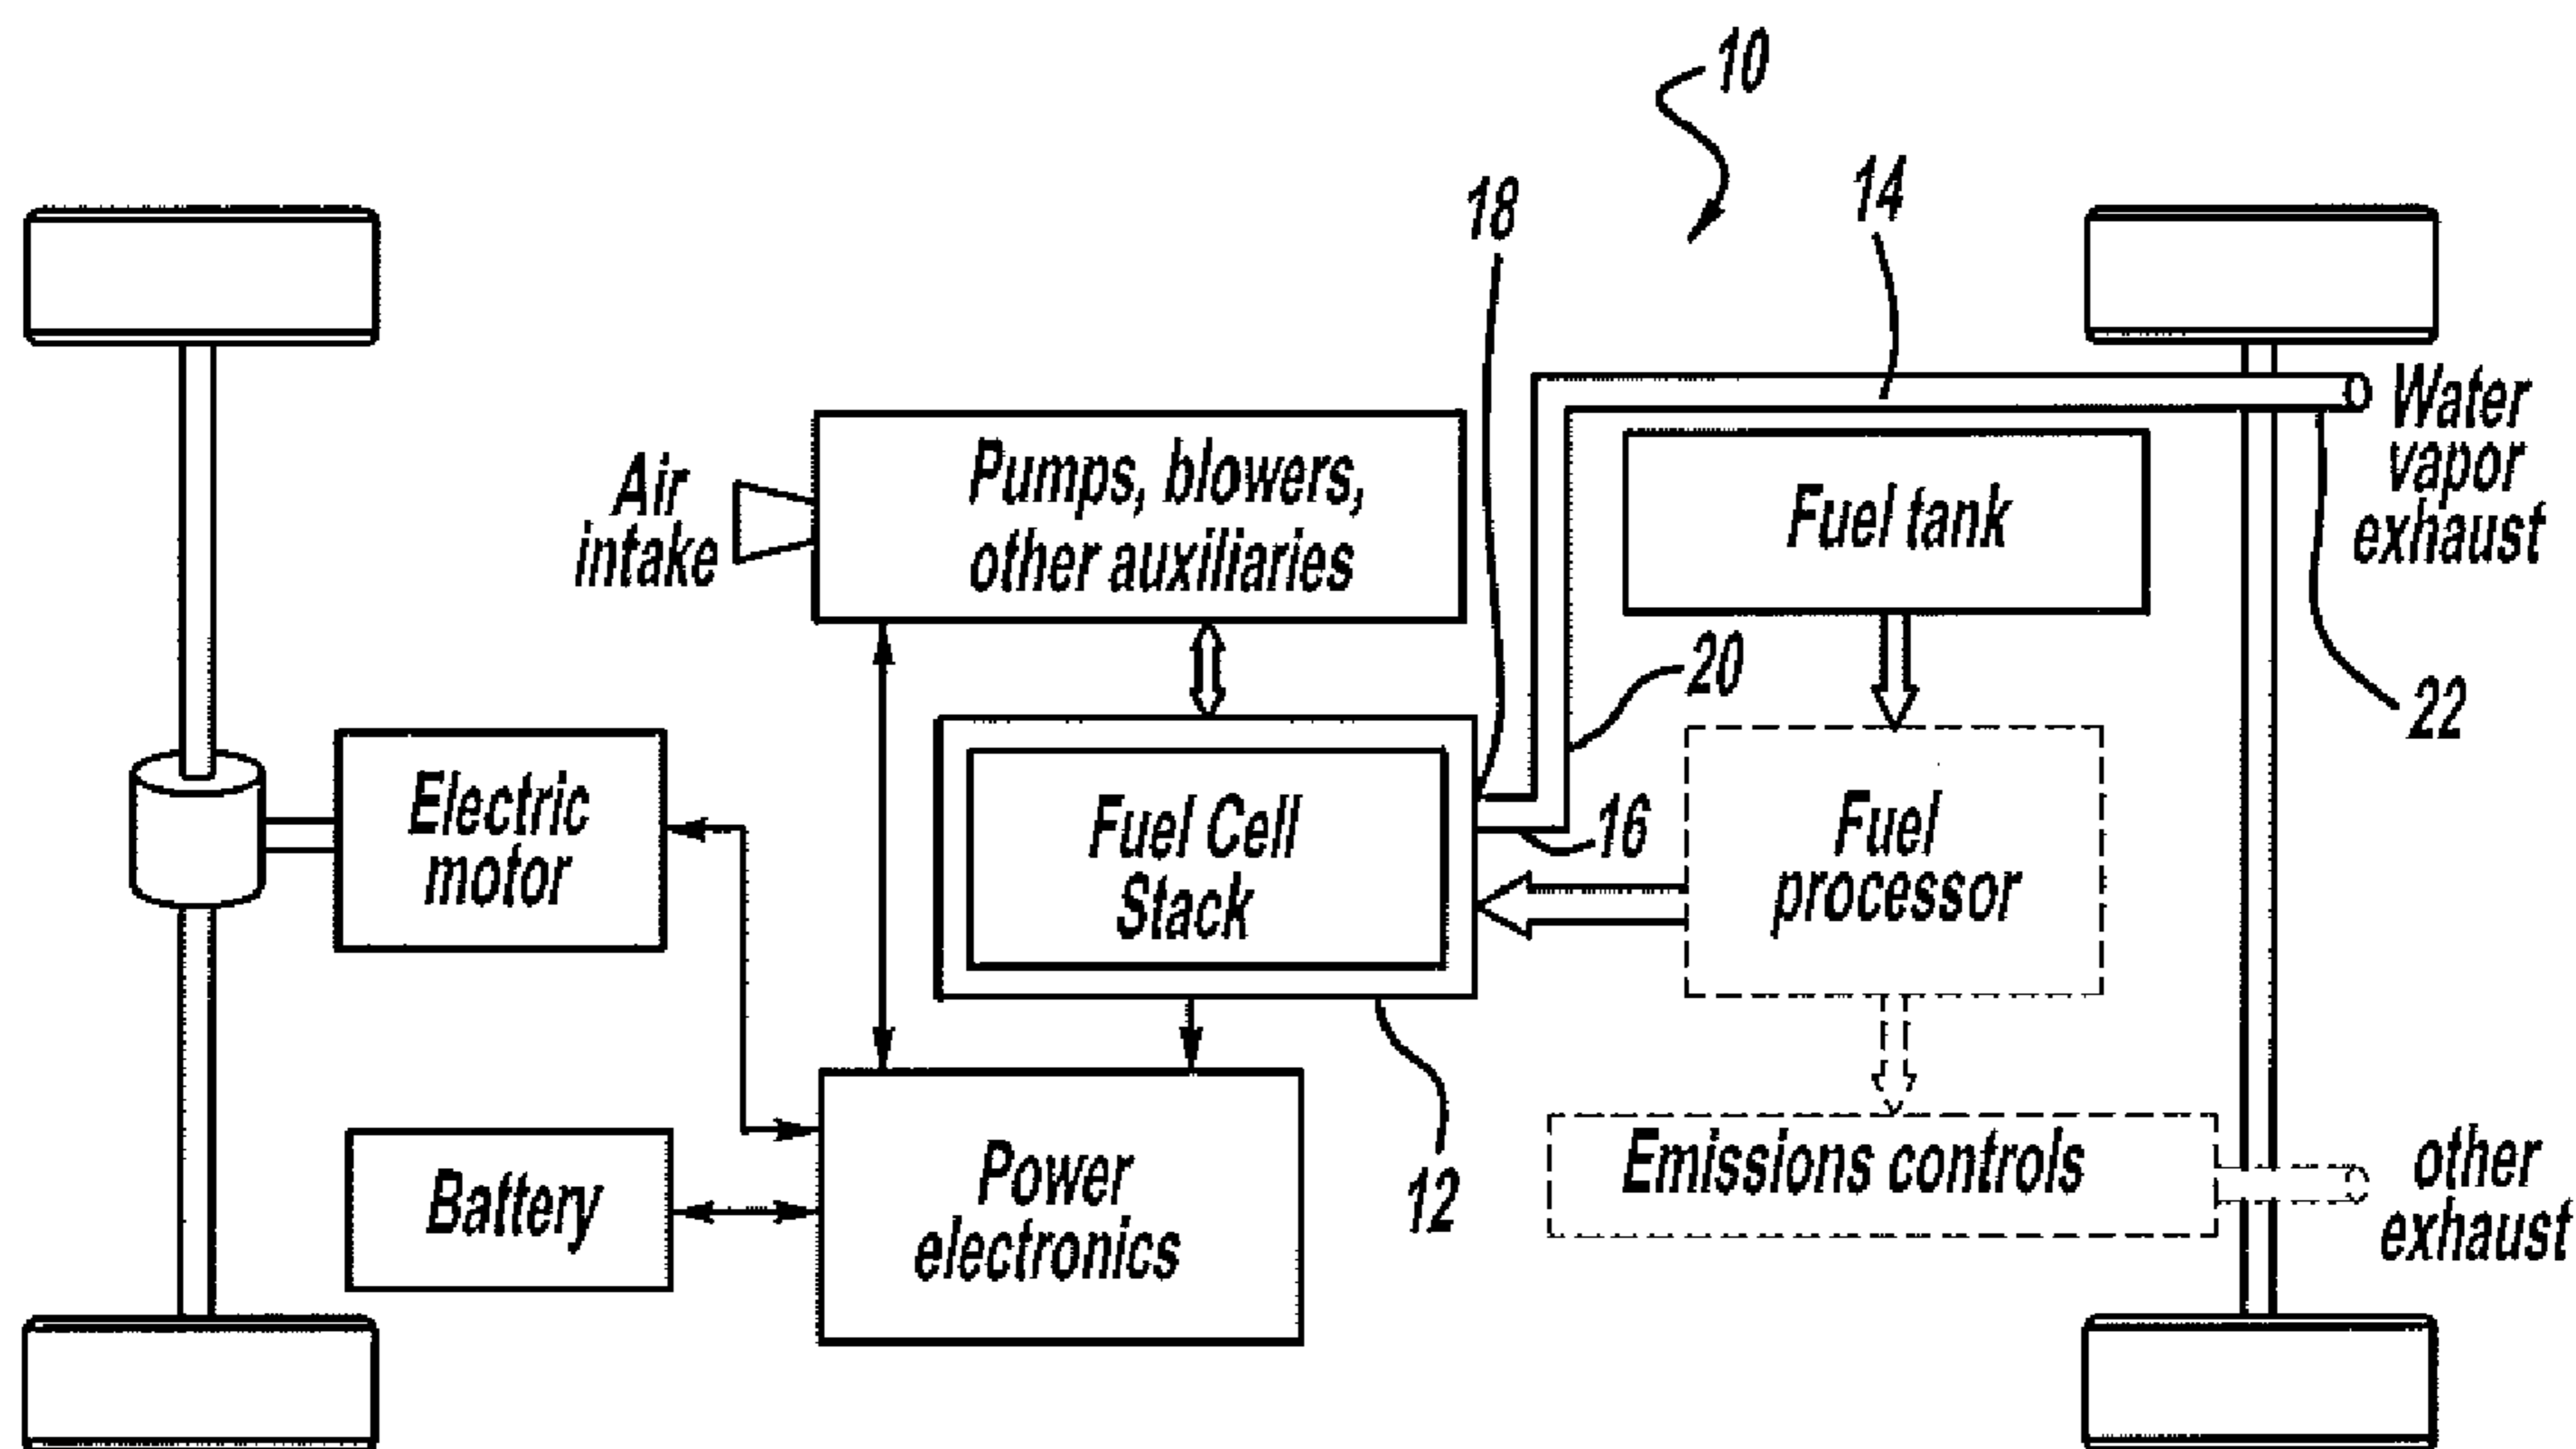 10
18
14
Air
intake
Pumps, blowers,
other auxiliaries
Fuel tank
Water
vapor
exhaust
20
22
Electric
motor
Fuel Cell
Stack
16
Fuel
processor
12
Battery
Power
electronics
Emissions controls
other
exhaust